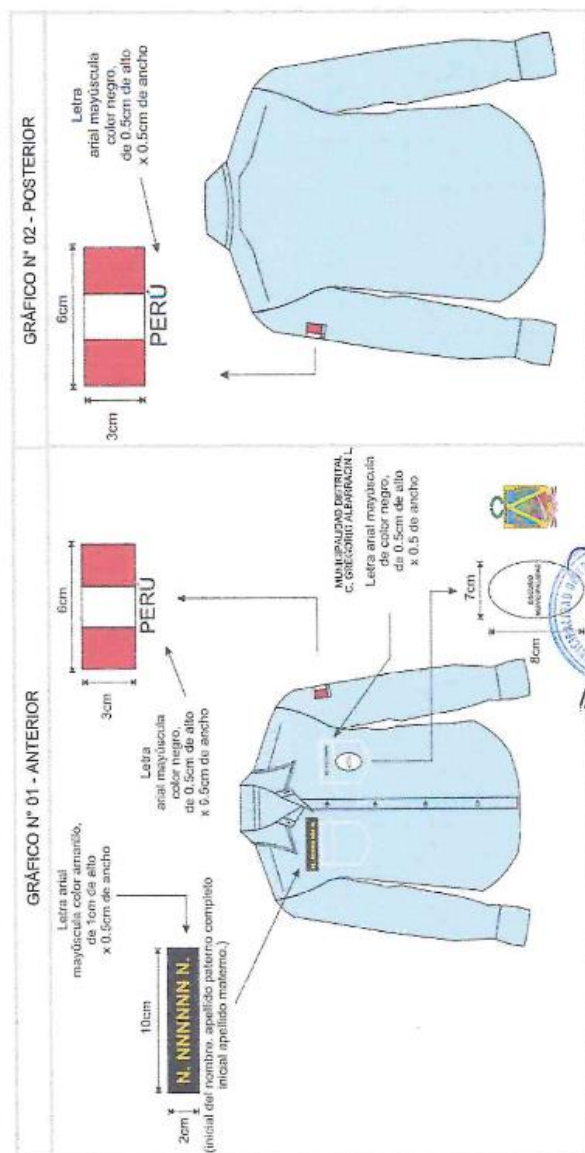 GRÁFICO N° 01 - ANTERIOR
Letra arial
mayúscula color amarillo,
de 1cm de alto
x 0.5cm de ancho
10cm
2cm
N. NNNNNN N.
(inicial del nombre, apellido paterno completo
inicial apellido materno.)
Letra
arial mayúscula
color negro,
de 0.5cm de alto
x 0.5cm de ancho
6cm
3cm
PERÚ
MUNICIPALIDAD DISTRITAL
C. GREGORIO ALBARRACIN L.
Letra arial mayúscula
de color negro,
de 0.5cm de alto
x 0.5 de ancho
7cm
8cm
ESCUDO
MUNICIPALIDAD
GRÁFICO N° 02 - POSTERIOR
6cm
3cm
PERÚ
Letra
arial mayúscula
color negro,
de 0.5cm de alto
x 0.5cm de ancho